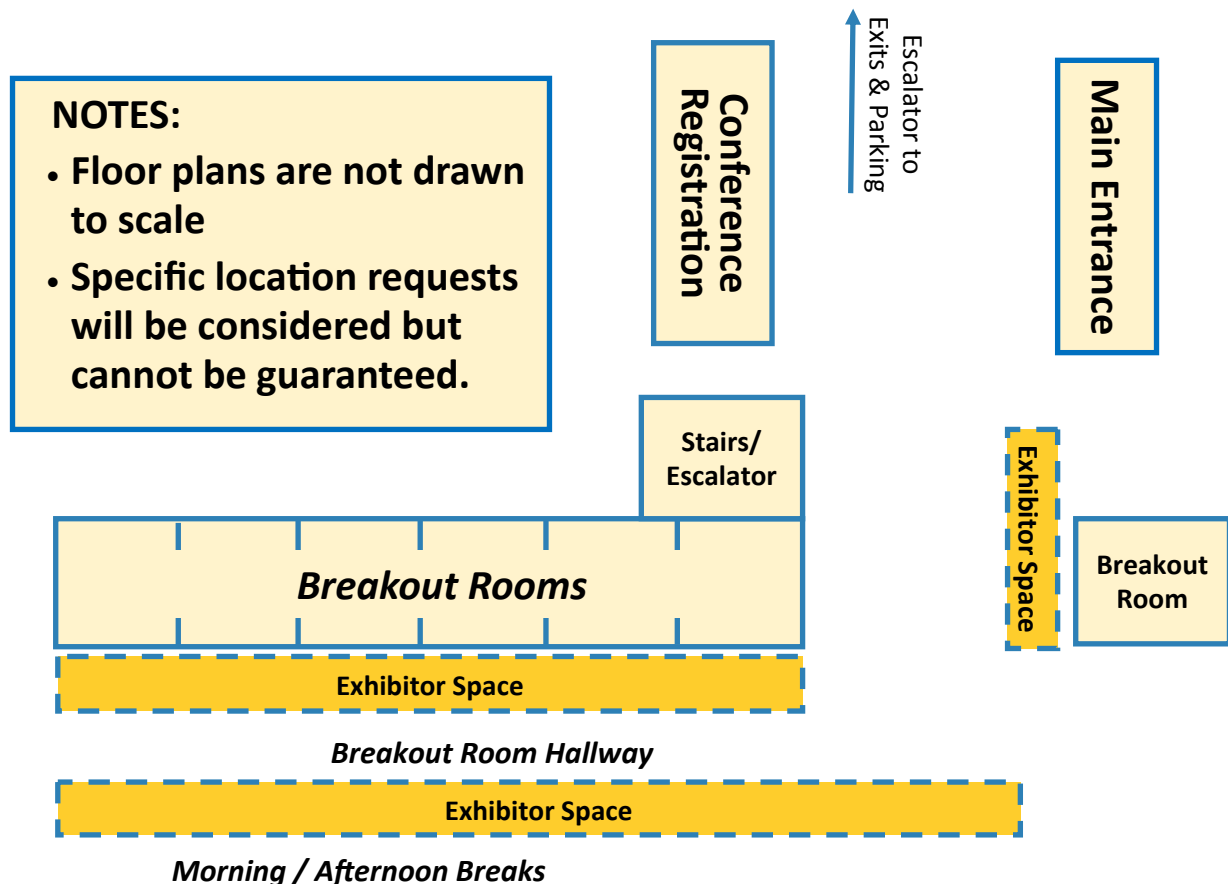 NOTES:
• Floor plans are not drawn
to scale
• Specific location requests
will be considered but
cannot be guaranteed.
Conference
Registration
Escalator to
Exits & Parking
Main Entrance
Stairs/
Escalator
Exhibitor Space
Breakout
Room
Breakout Rooms
Exhibitor Space
Breakout Room Hallway
Exhibitor Space
Morning / Afternoon Breaks